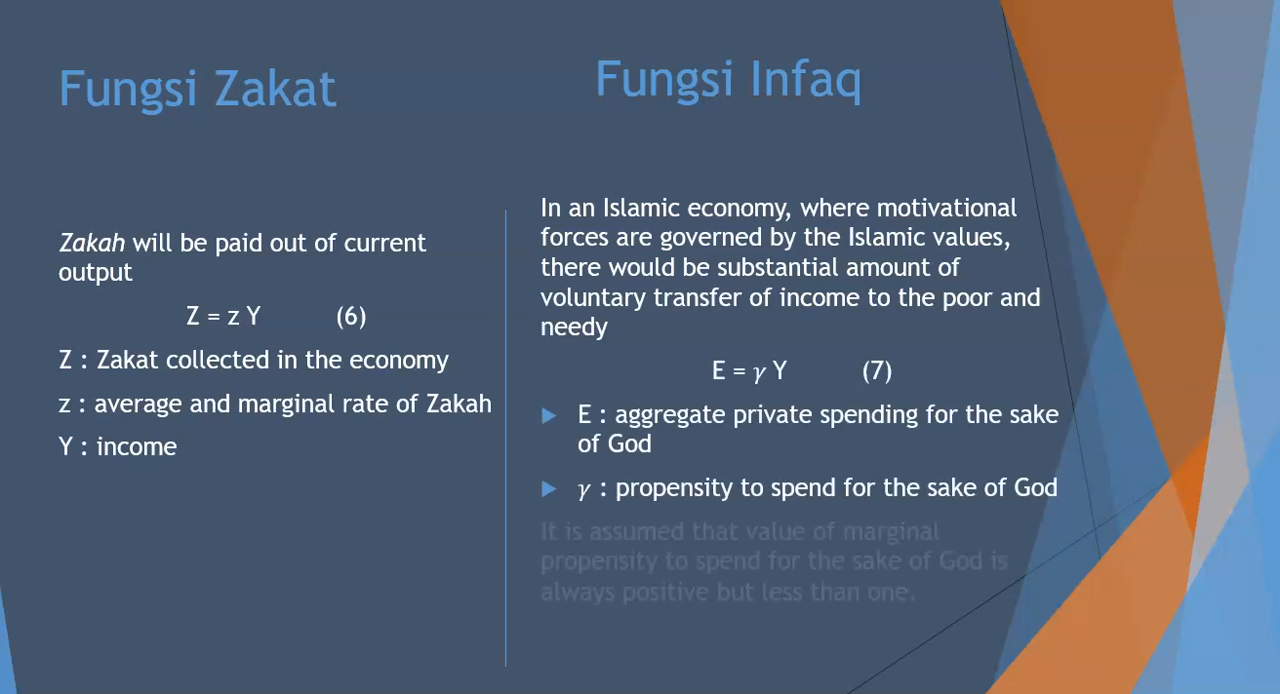 Fungsi Zakat
Zakah will be paid out of current
output
Z = z Y (6)
Z : Zakat collected in the economy
z : average and marginal rate of Zakah
Y : income
Fungsi Infaq
In an Islamic economy, where motivational
forces are governed by the Islamic values,
there would be substantial amount of
voluntary transfer of income to the poor and
needy
E = γ Y (7)
E : aggregate private spending for the sake
of God
γ : propensity to spend for the sake of God
It is assumed that value of marginal
propensity to spend for the sake of God is
always positive but less than one.